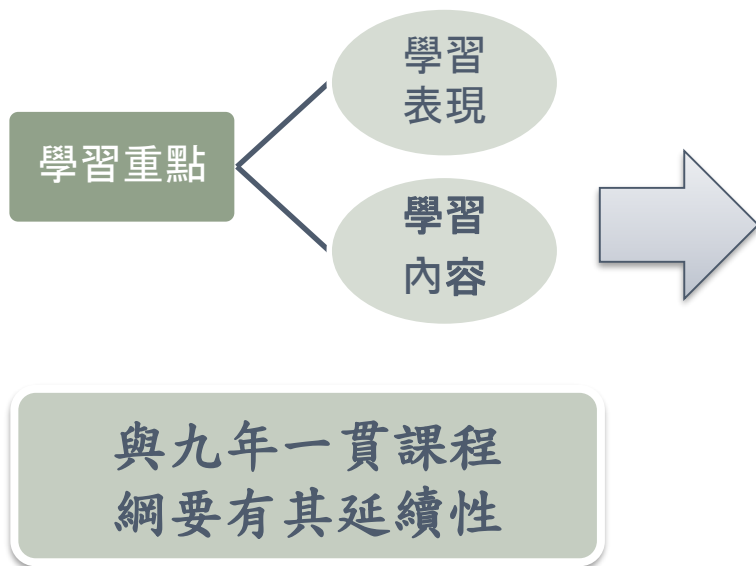 學習
表現
學習重點
學習
內容
與九年一貫課程
綱要有其延續性